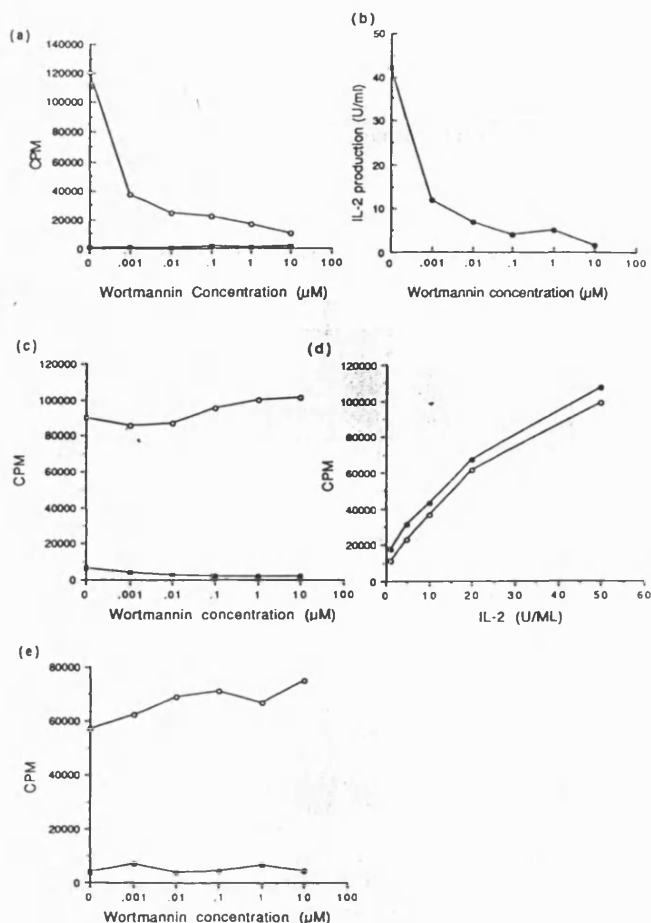 (a)
140000
120000
100000
80000
60000
40000
20000
0
CPM
0 .001 .01 .1 1 10 100
Wortmannin Concentration (µM)
(b)
50
40
30
20
10
0
IL-2 production (U/ml)
0 .001 .01 .1 1 10 100
Wortmannin concentration (µM)
(c)
120000
100000
80000
60000
40000
20000
0
CPM
0 .001 .01 .1 1 10 100
Wortmannin concentration (µM)
(d)
120000
100000
80000
60000
40000
20000
0
CPM
0 10 20 30 40 50 60
IL-2 (U/ML)
(e)
80000
60000
40000
20000
0
CPM
0 .001 .01 .1 1 10 100
Wortmannin concentration (µM)